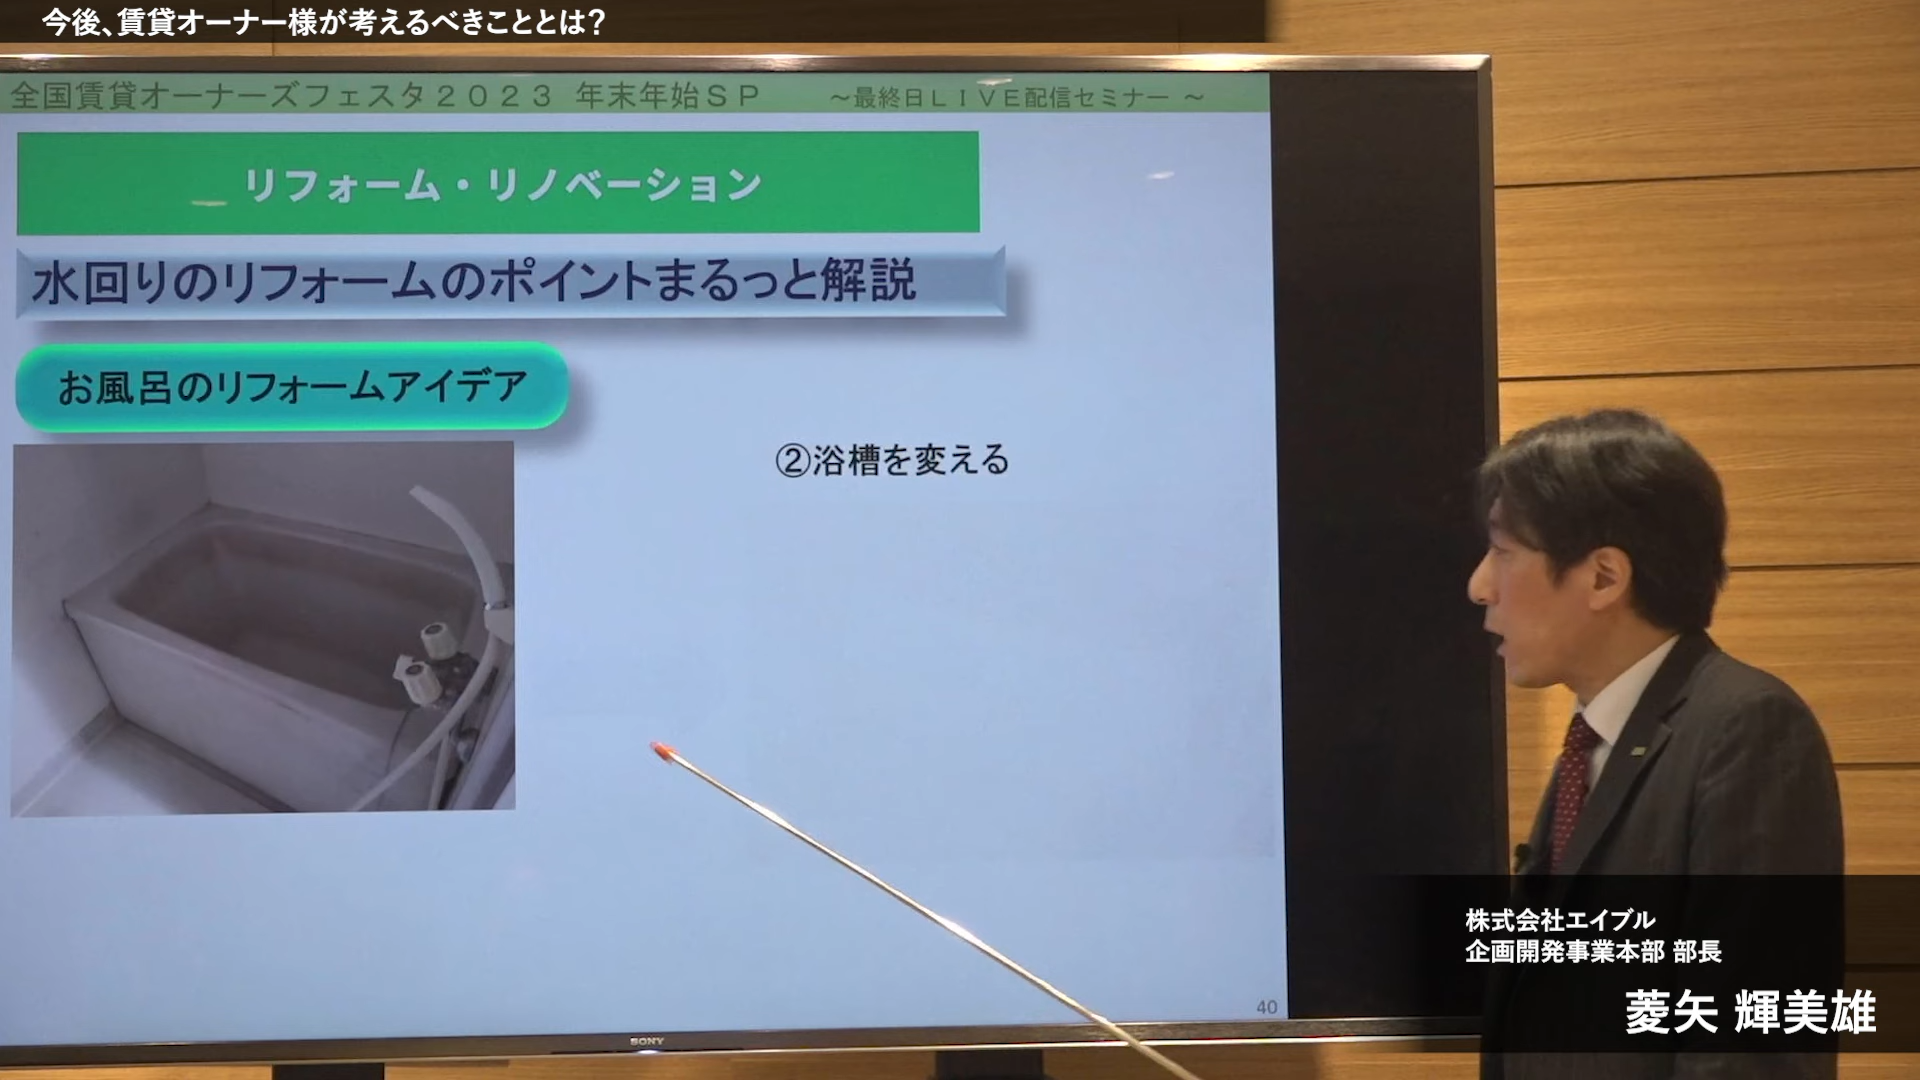 今後、賃貸オーナー様が考えるべきこととは?
全国賃貸オーナーズフェスタ2023 年末年始SP ～最終日LIVE配信セミナー ～
リフォーム・リノベーション
水回りのリフォームのポイントまるっと解説
お風呂のリフォームアイデア
②浴槽を変える
40
SONY
株式会社エイブル
企画開発事業本部 部長
菱矢 輝美雄